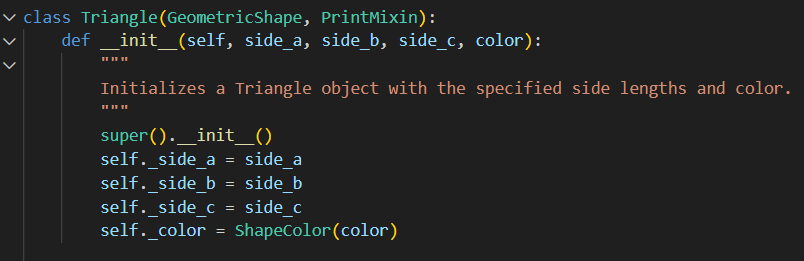 class Triangle(GeometricShape, PrintMixin):
    def __init__(self, side_a, side_b, side_c, color):
        """
        Initializes a Triangle object with the specified side lengths and color.
        """
        super().__init__()
        self._side_a = side_a
        self._side_b = side_b
        self._side_c = side_c
        self._color = ShapeColor(color)